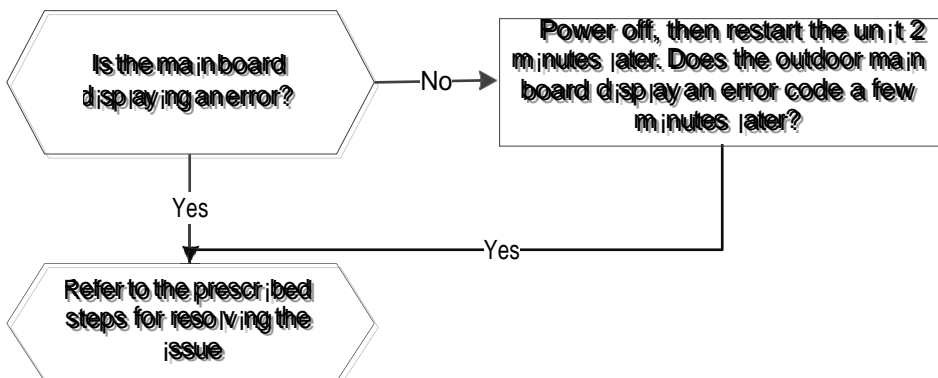 Is the main board
displaying an error?
No
Power off, then restart the unit 2
minutes later. Does the outdoor main
board display an error code a few
minutes later?
Yes
Yes
Refer to the prescribed
steps for resolving the
issue